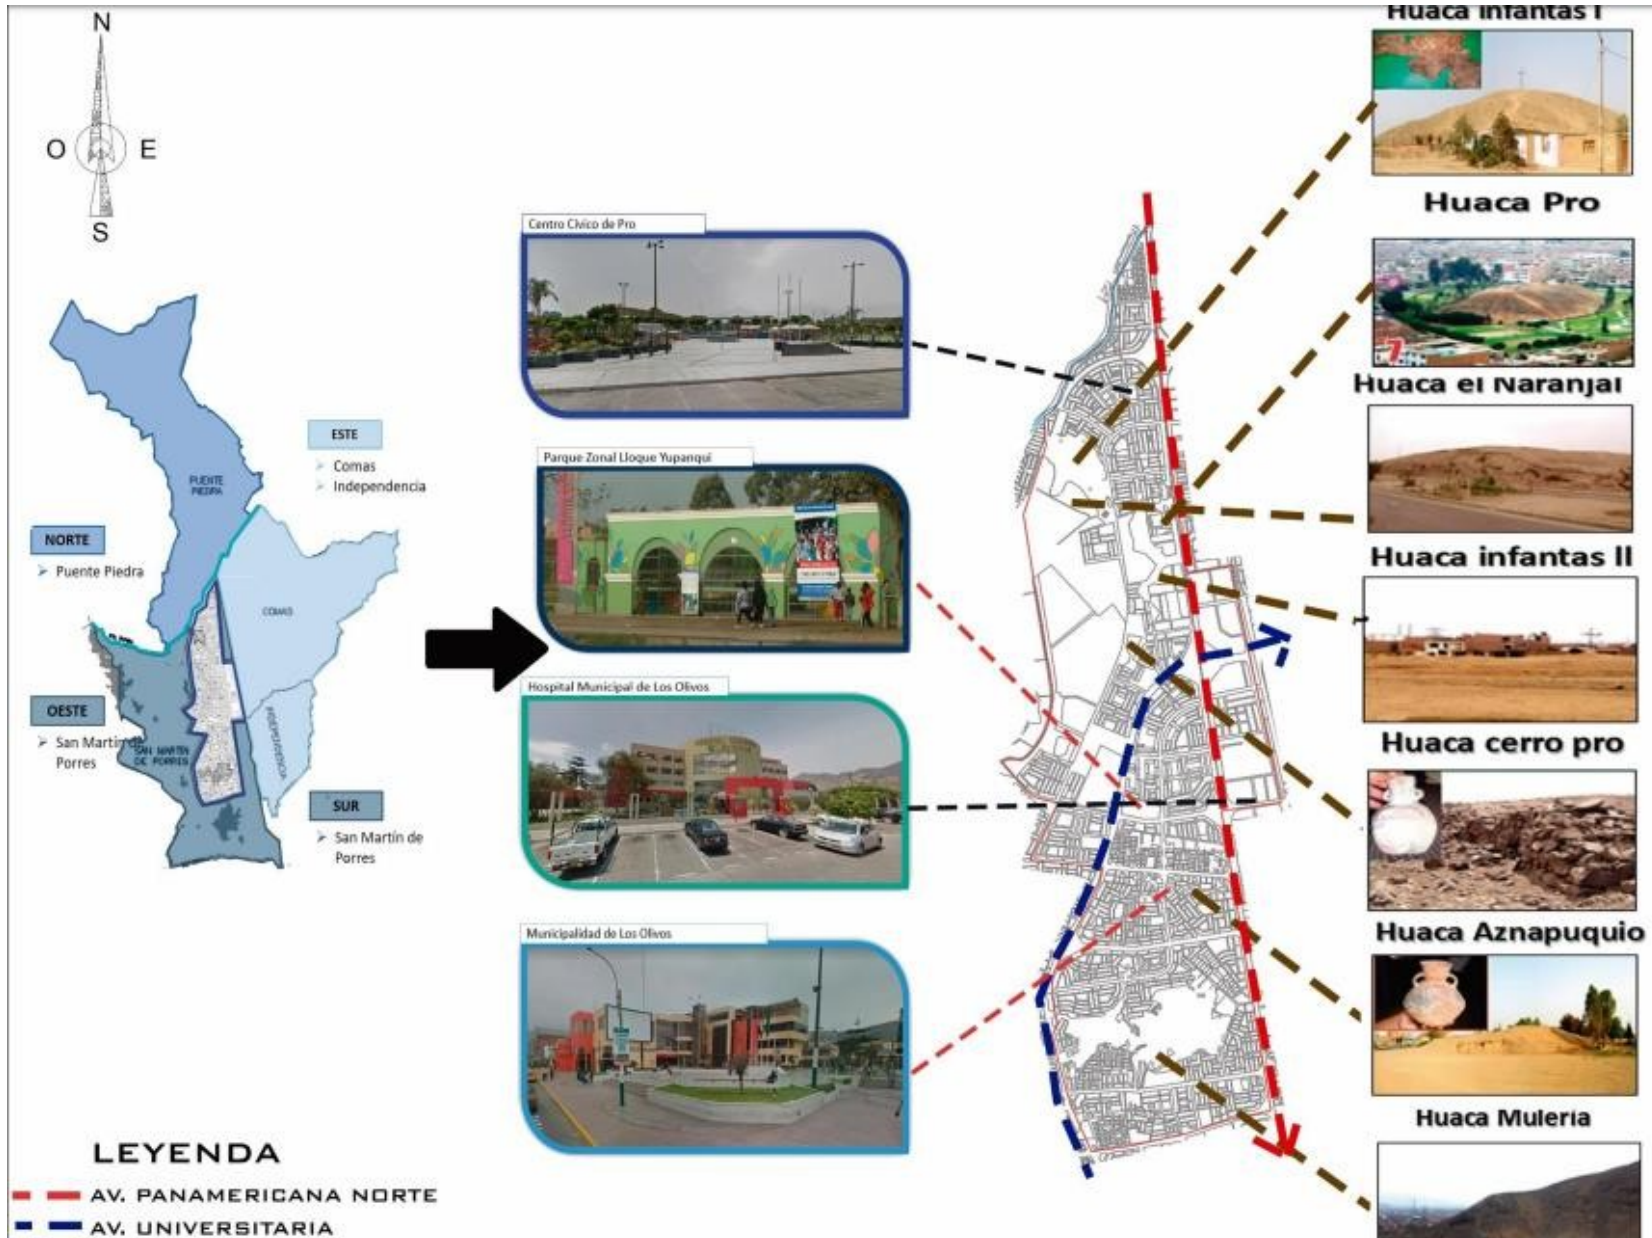 N
O E
S
PUENTE
PIEDRA
ESTE
Comas
Independencia
NORTE
Puente Piedra
COMAS
OESTE
San Martín de
Porres
SAN MARTIN
DE PORRES
INDEPENDENCIA
SUR
San Martín de
Porres
Centro Cívico de Pro
Parque Zonal Lloque Yupanqui
Hospital Municipal de Los Olivos
Municipalidad de Los Olivos
Huaca infantas I
Huaca Pro
7
Huaca el Naranjal
Huaca infantas II
Huaca cerro pro
Huaca Aznapuquio
Huaca Mulería
LEYENDA
AV. PANAMERICANA NORTE
AV. UNIVERSITARIA